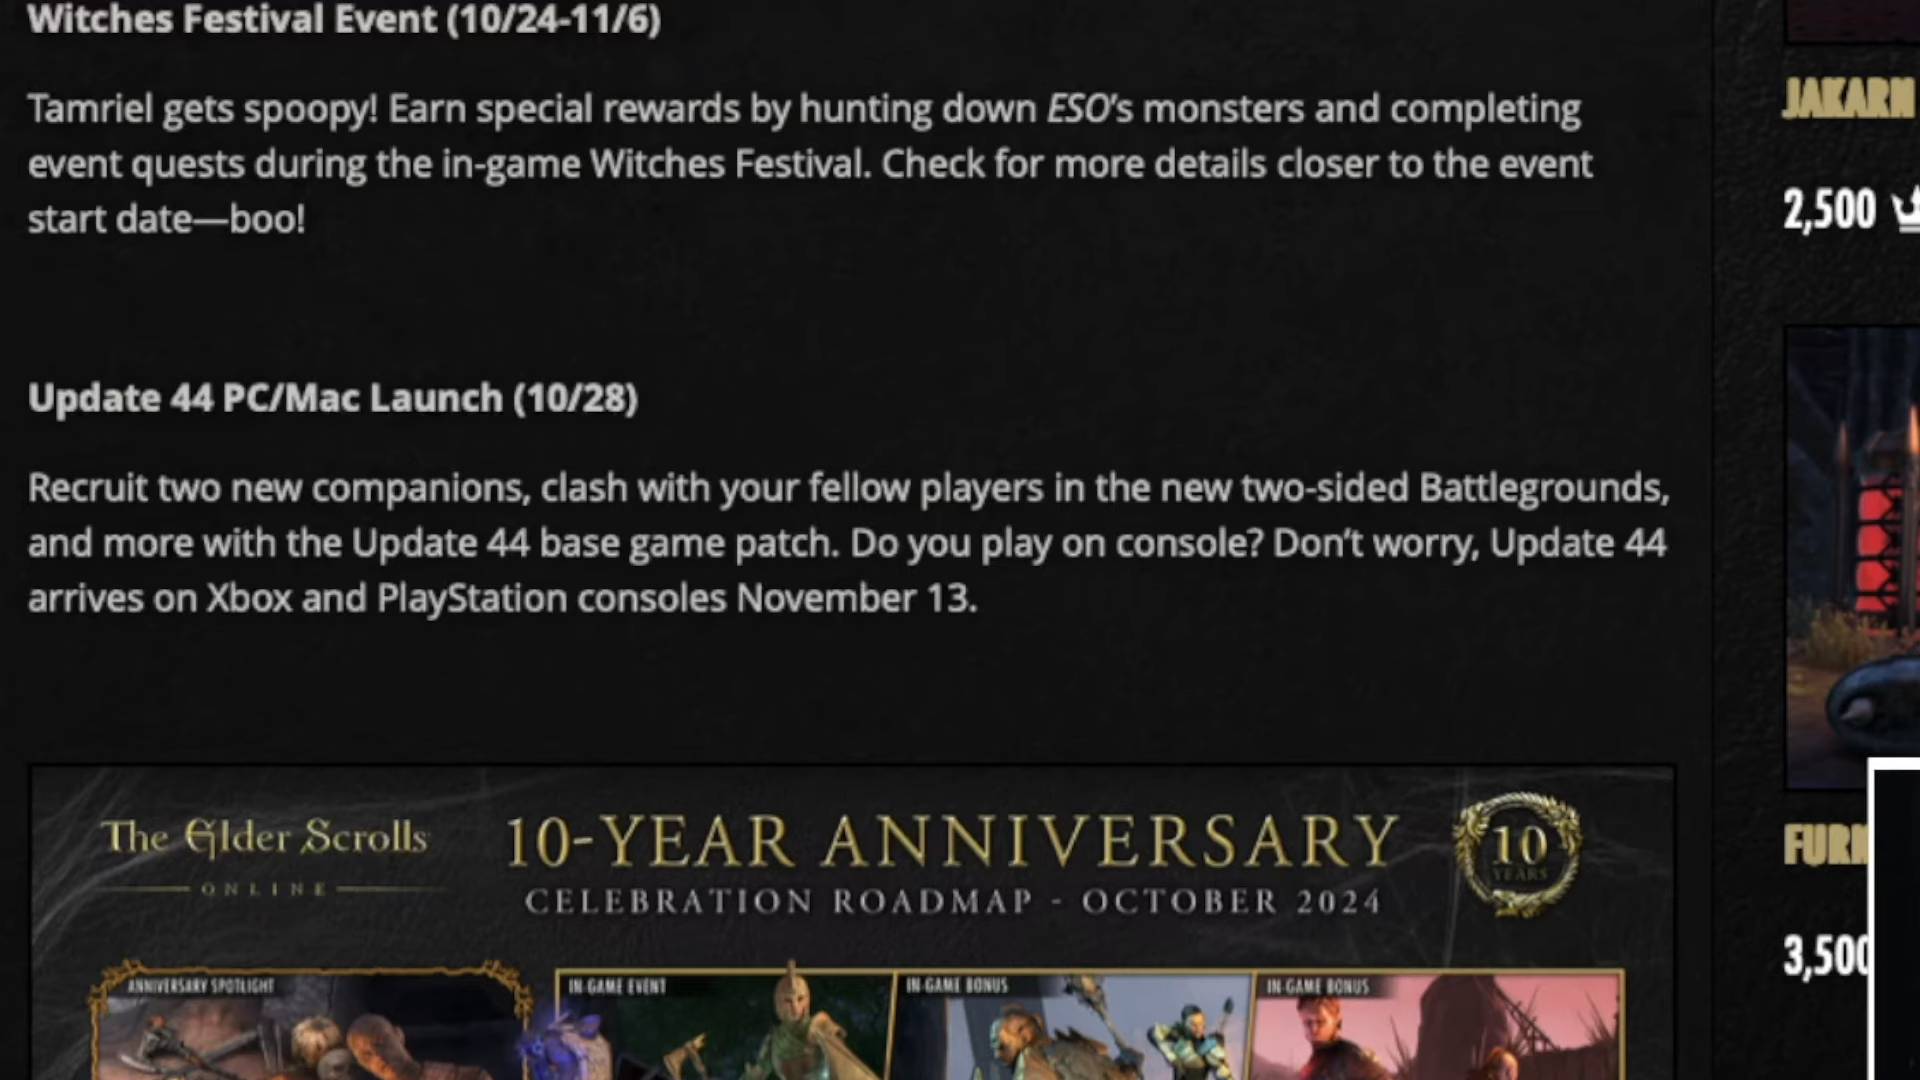 Witches Festival Event (10/24-11/6)
Tamriel gets spoopy! Earn special rewards by hunting down ESO's monsters and completing
event quests during the in-game Witches Festival. Check for more details closer to the event
start date—boo!
Update 44 PC/Mac Launch (10/28)
Recruit two new companions, clash with your fellow players in the new two-sided Battlegrounds,
and more with the Update 44 base game patch. Do you play on console? Don’t worry, Update 44
arrives on Xbox and PlayStation consoles November 13.
The Elder Scrolls
ONLINE
10-YEAR ANNIVERSARY
CELEBRATION ROADMAP - OCTOBER 2024
10
YEARS
ANNIVERSARY SPOTLIGHT
IN-GAME EVENT
IN-GAME BONUS
IN-GAME BONUS
JAKARN
2,500
3,500